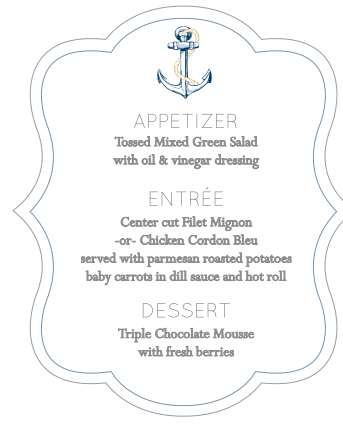 APPETIZER
Tossed Mixed Green Salad
with oil & vinegar dressing
ENTRÉE
Center cut Filet Mignon
-or- Chicken Cordon Bleu
served with parmesan roasted potatoes
baby carrots in dill sauce and hot roll
DESSERT
Triple Chocolate Mousse
with fresh berries